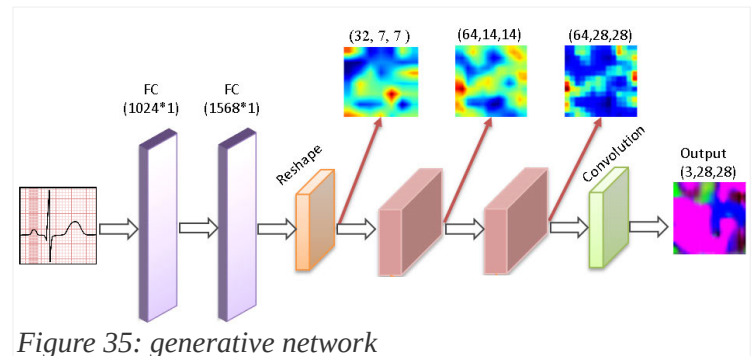 (32, 7, 7 )
(64,14,14)
(64,28,28)
FC
(1024*1)
FC
(1568*1)
Reshape
Convolution
Output
(3,28,28)
Figure 35: generative network